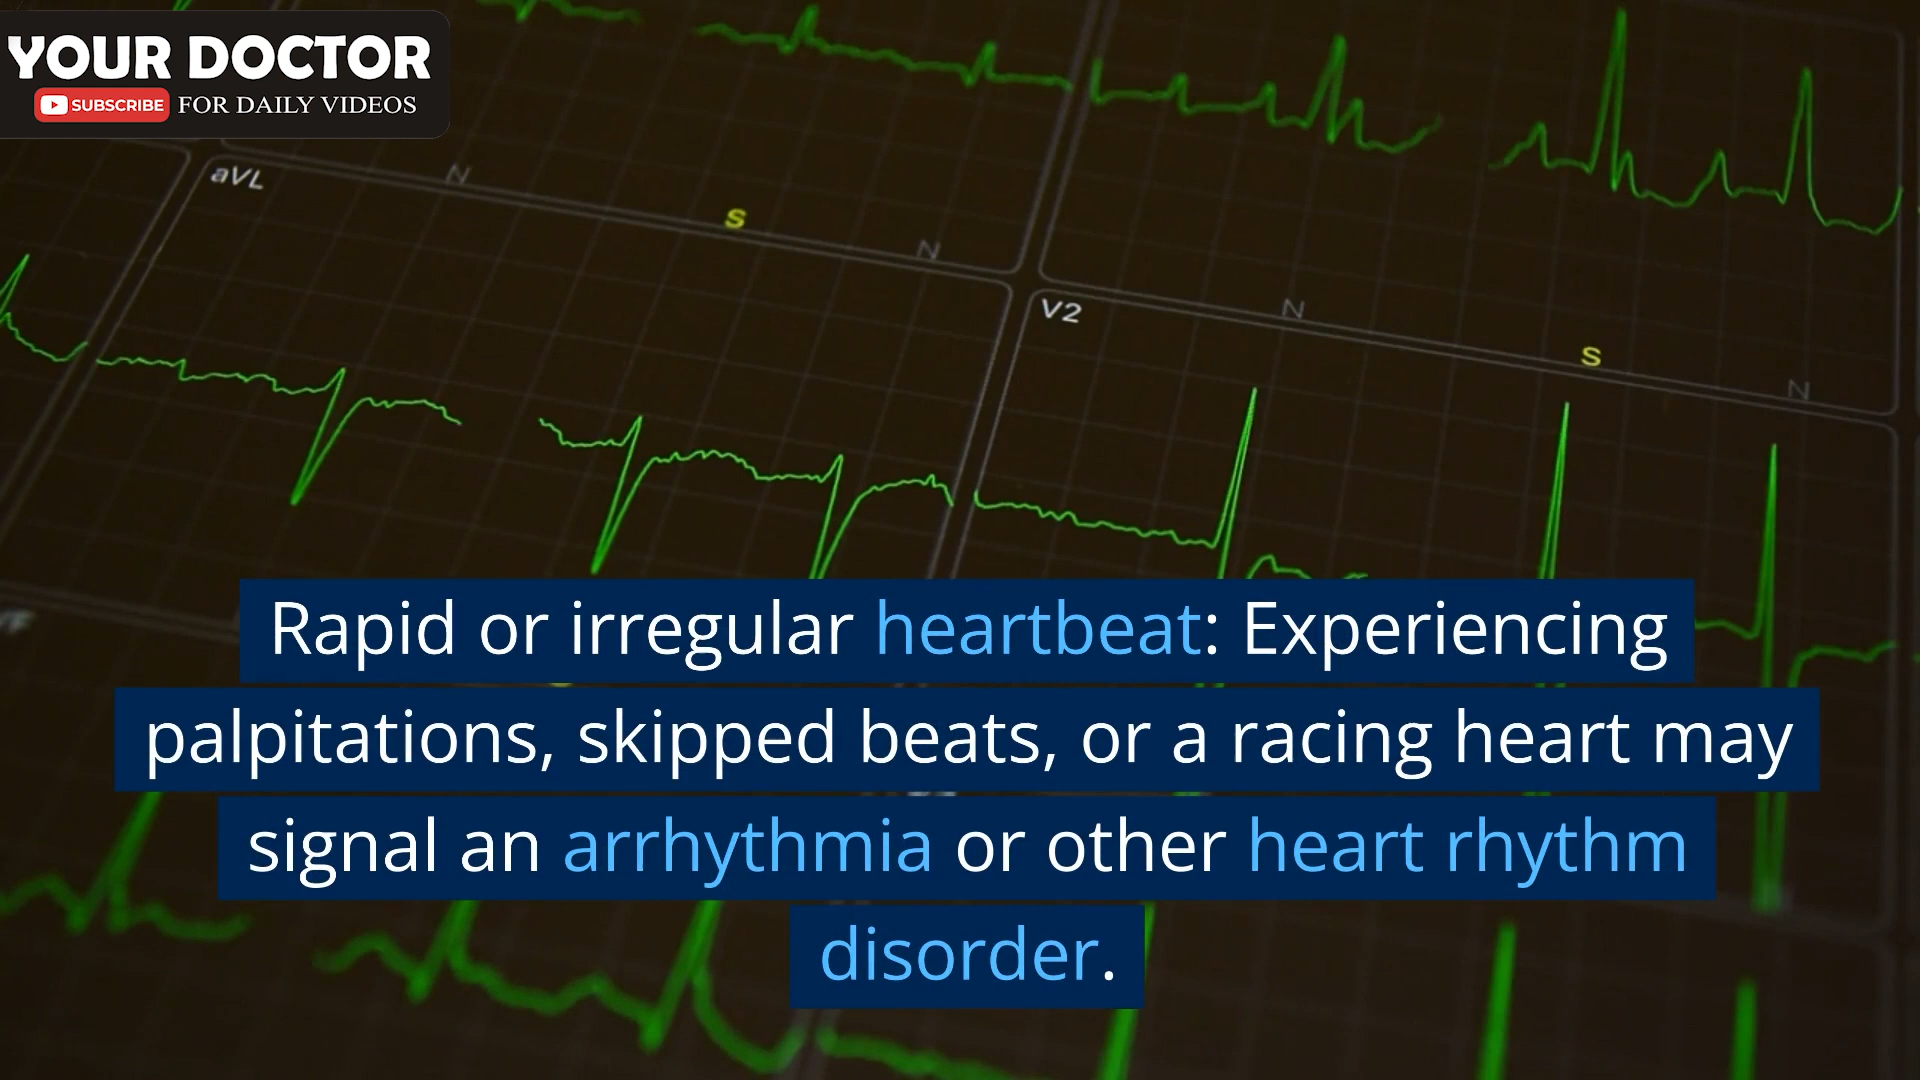 YOUR DOCTOR
SUBSCRIBE FOR DAILY VIDEOS
aVL
N
S
N
V2
N
S
N
Rapid or irregular heartbeat: Experiencing
palpitations, skipped beats, or a racing heart may
signal an arrhythmia or other heart rhythm
disorder.